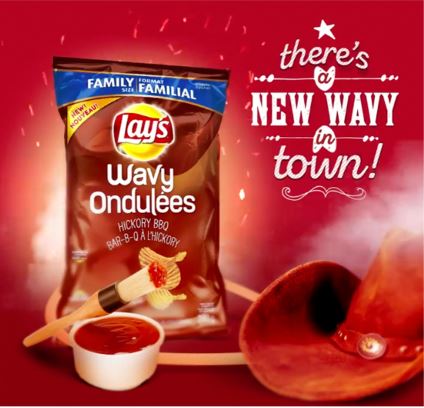 there's
a
NEW WAVY
in
town!
FAMILY SIZE FORMAT FAMILIAL
NEW!
NOUVEAU!
Lay's
Wavy
Ondulées
HICKORY BBQ
BAR-B-Q À L'HICKORY